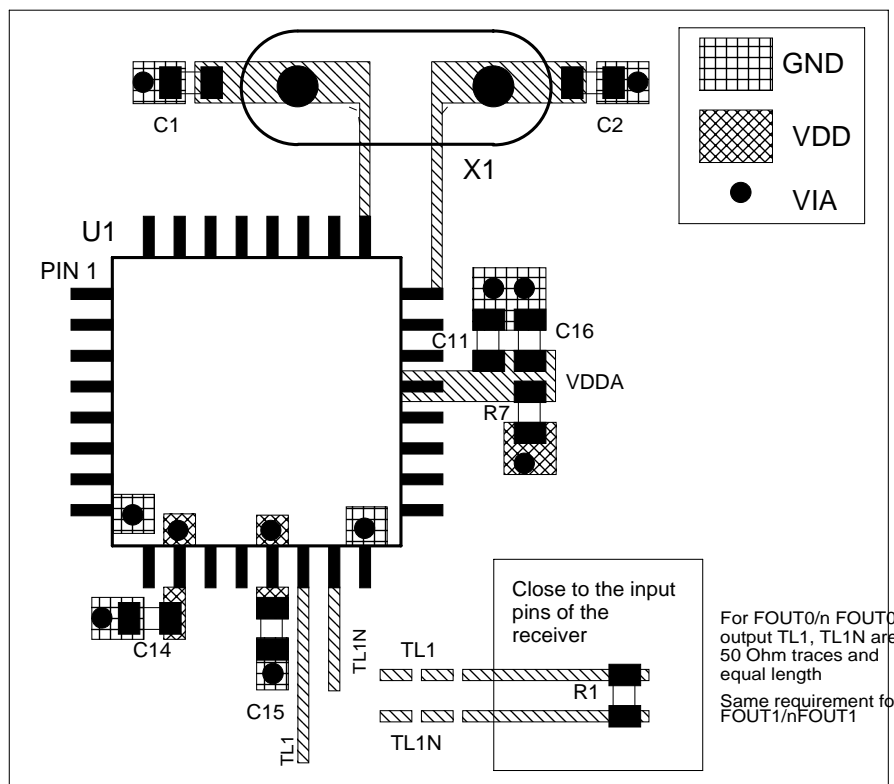 GND
VDD
VIA
C1
C2
X1
U1
PIN 1
C11
C16
VDDA
R7
C14
C15
TL1
TL1N
Close to the input
pins of the
receiver
TL1
R1
TL1N
For FOUT0/n FOUT0
output TL1, TL1N are
50 Ohm traces and
equal length
Same requirement fo
FOUT1/nFOUT1